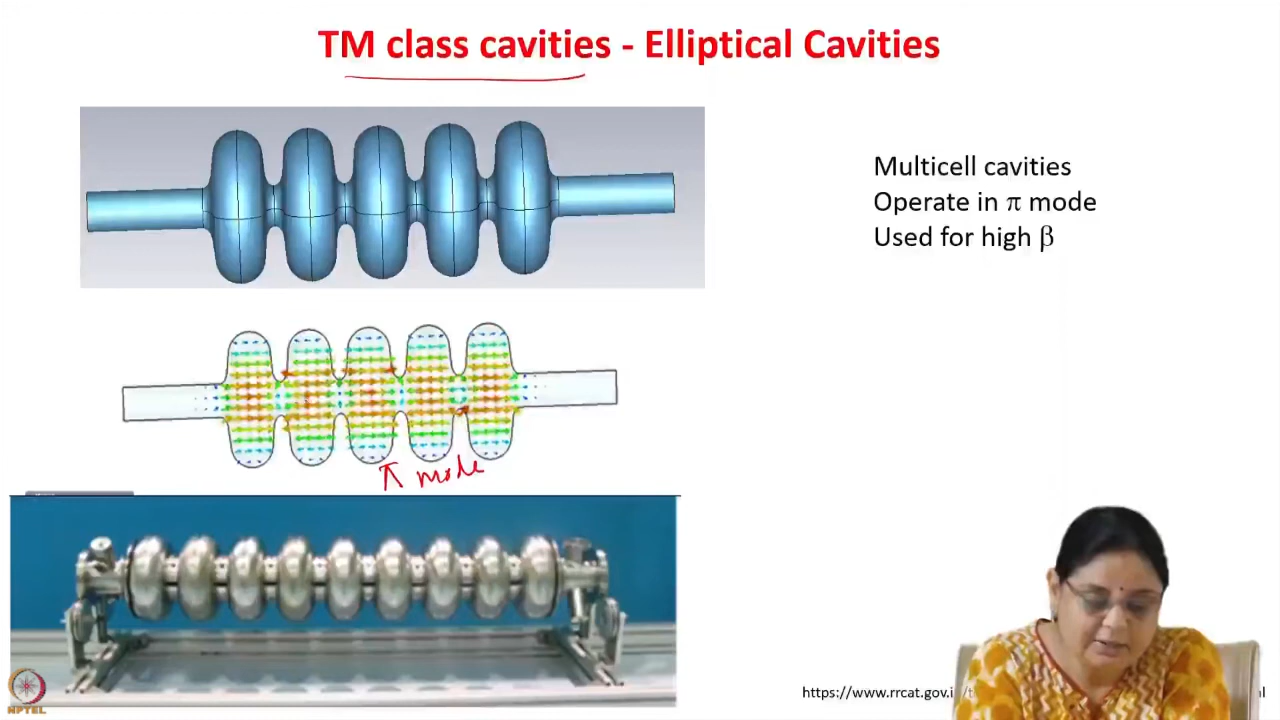 TM class cavities - Elliptical Cavities
Multicell cavities
Operate in π mode
Used for high β
π mode
https://www.rrcat.gov.i
NPTEL